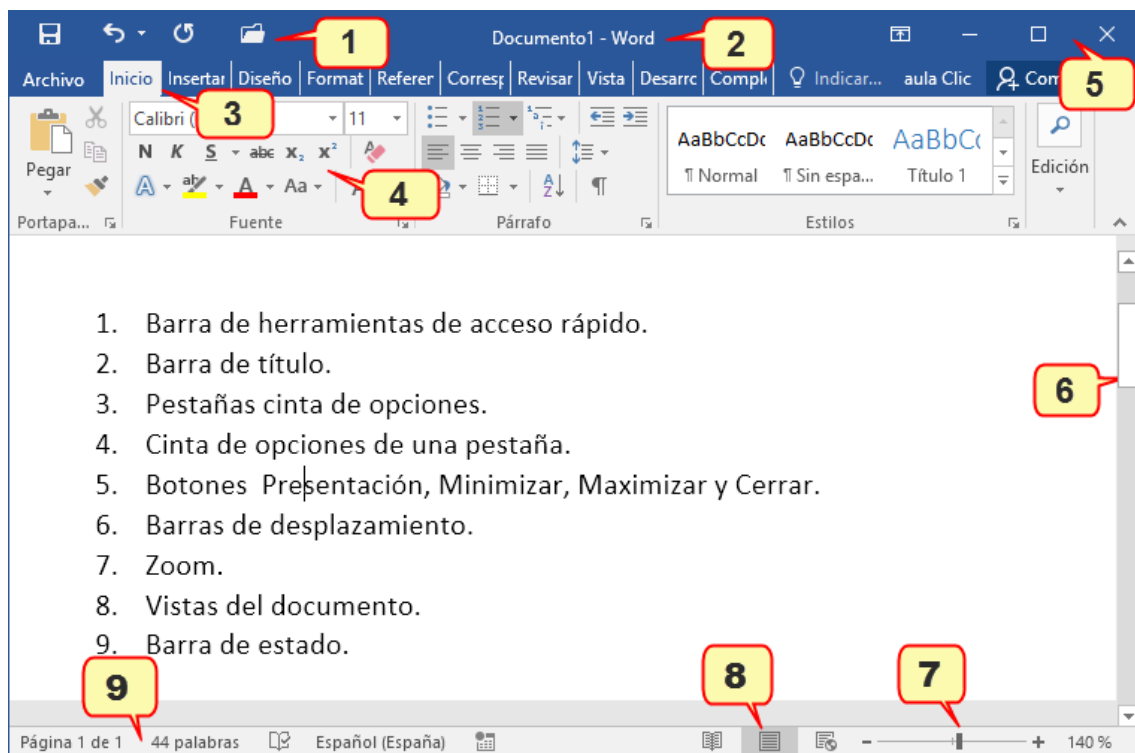 1
Documento1 - Word
2
Archivo Inicio Insertar Diseño Format Referer Corresp Revisar Vista Desarrc Comple Indicar... aula Clic Com
5
3
Calibri ( 11
N K S abc X₂ X²
A ab A Aa
4
AaBbCcDc AaBbCcDc AaBbC
¶ Normal ¶ Sin espa... Título 1
Pegar
Edición
Portapa... Fuente Párrafo Estilos
1. Barra de herramientas de acceso rápido.
2. Barra de título.
3. Pestañas cinta de opciones.
4. Cinta de opciones de una pestaña.
5. Botones  Presentación, Minimizar, Maximizar y Cerrar.
6. Barras de desplazamiento.
7. Zoom.
8. Vistas del documento.
9. Barra de estado.
6
9
8
7
Página 1 de 1 44 palabras Español (España) 140 %